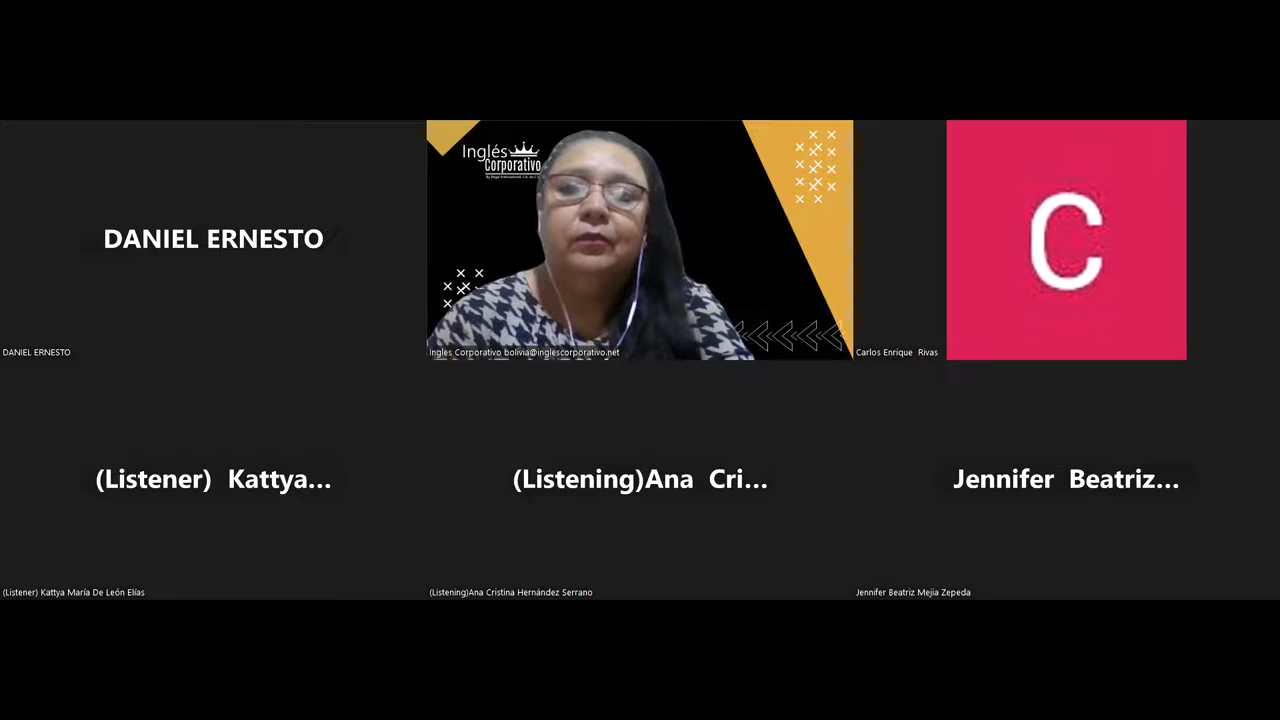 DANIEL ERNESTO
DANIEL ERNESTO
Inglés
Corporativo
Ingles Corporativo bolivia@inglescorporativo.net
C
Carlos Enrique Rivas
(Listener) Kattya...
(Listener) Kattya María De León Elías
(Listening)Ana Cri...
(Listening)Ana Cristina Hernández Serrano
Jennifer Beatriz...
Jennifer Beatriz Mejia Zepeda